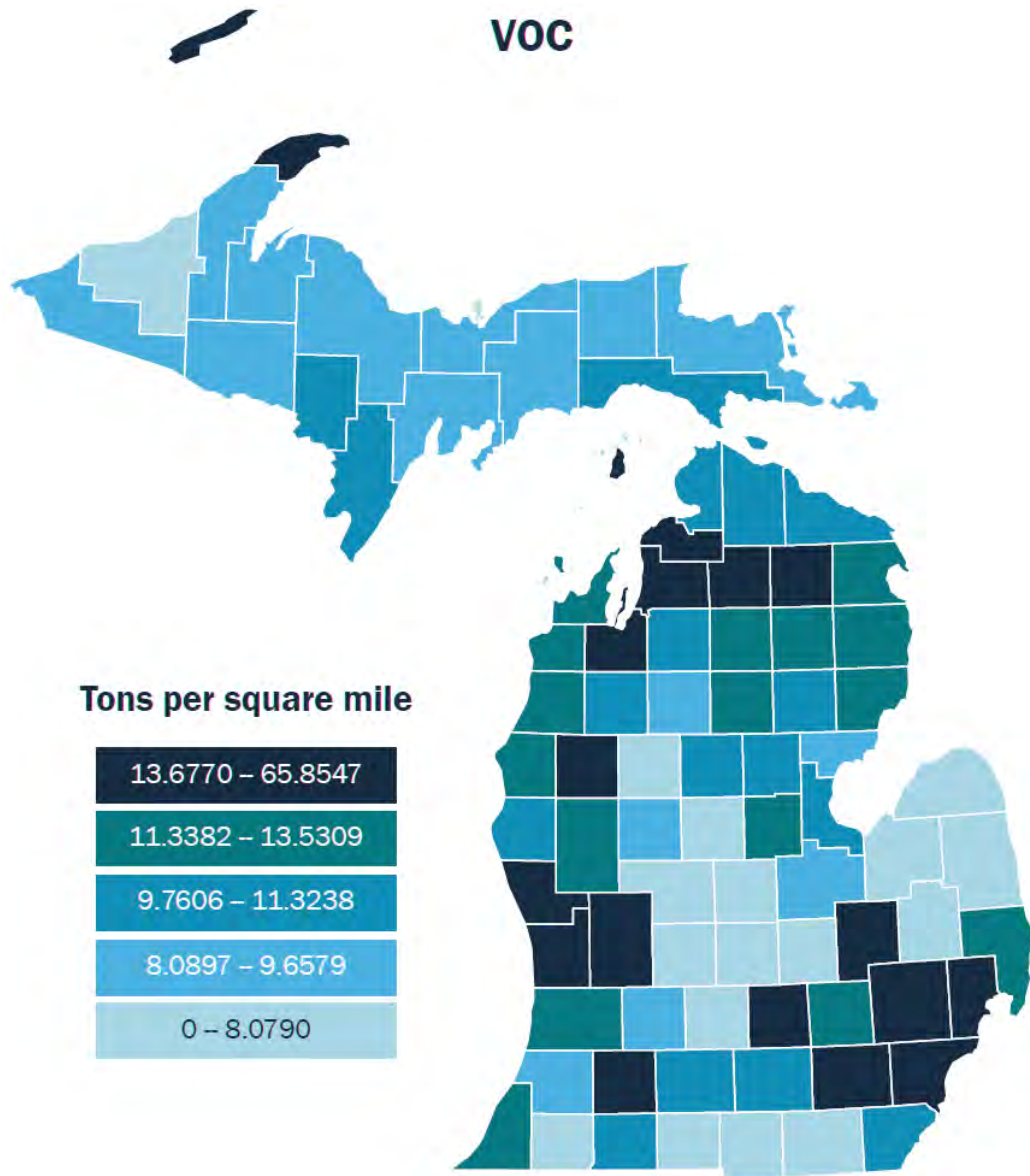 VOC
Tons per square mile
13.6770 – 65.8547
11.3382 – 13.5309
9.7606 – 11.3238
8.0897 – 9.6579
0 – 8.0790